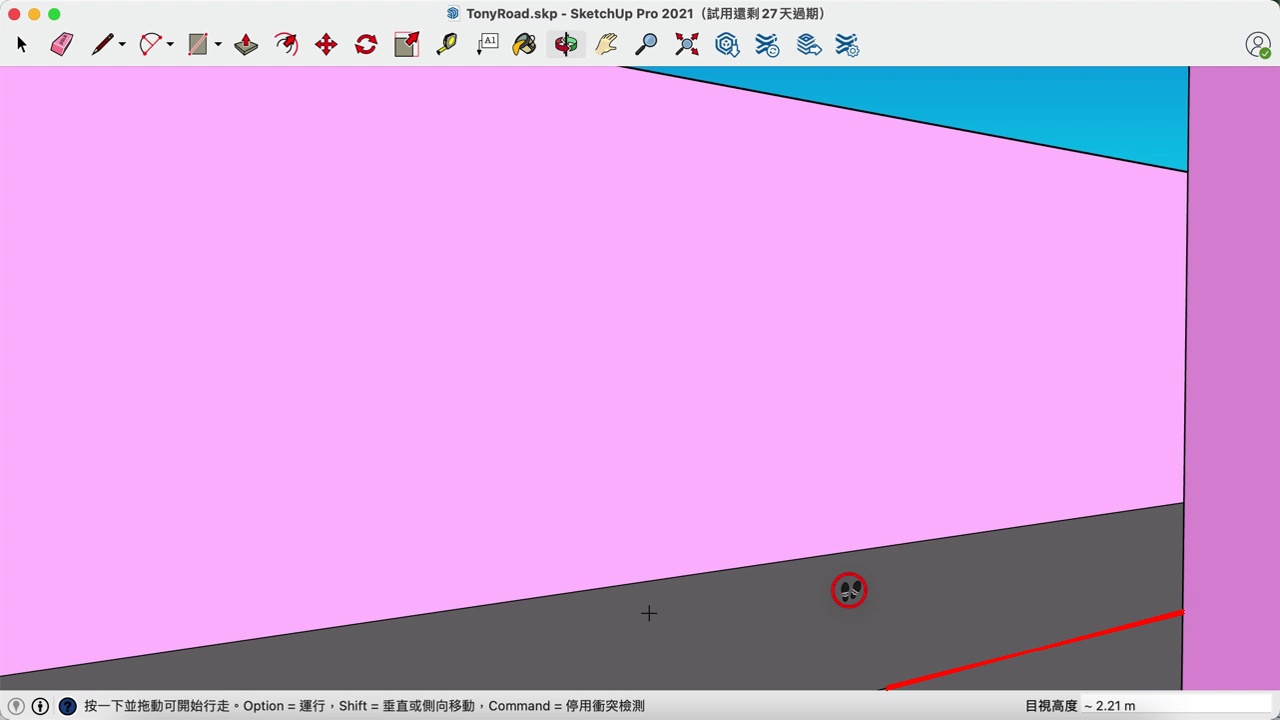 TonyRoad.skp - SketchUp Pro 2021（試用還剩 27 天過期）
A1
按一下並拖動可開始行走。Option = 運行，Shift = 垂直或側向移動，Command = 停用衝突檢測
目視高度 ~ 2.21 m